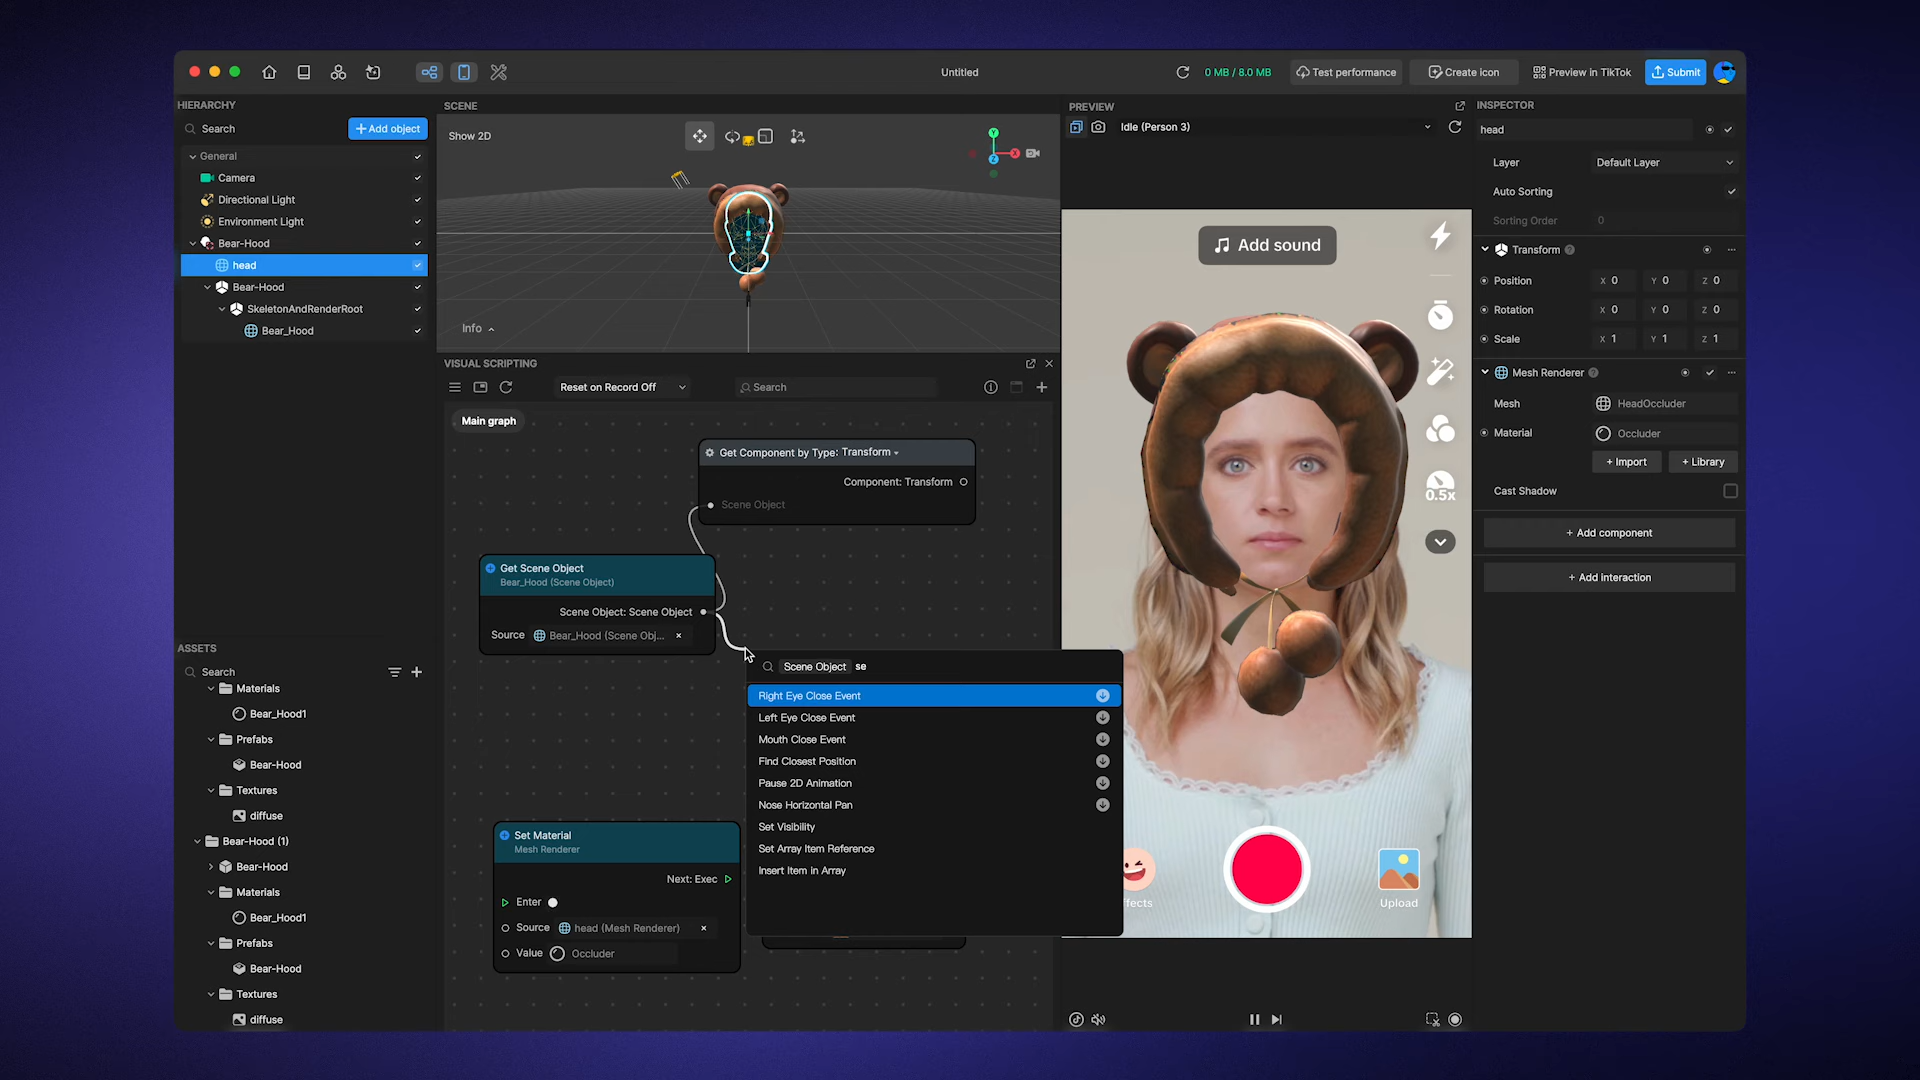 Untitled
0 MB / 8.0 MB
Test performance
Create icon
Preview in TikTok
Submit
HIERARCHY
Search
Add object
General
Camera
Directional Light
Environment Light
Bear-Hood
head
Bear-Hood
SkeletonAndRenderRoot
Bear_Hood
ASSETS
Search
Materials
Bear_Hood1
Prefabs
Bear-Hood
Textures
diffuse
Bear-Hood (1)
Bear-Hood
Materials
Bear_Hood1
Prefabs
Bear-Hood
Textures
diffuse
SCENE
Show 2D
Y
X
Z
Info
VISUAL SCRIPTING
Reset on Record Off
Search
Main graph
Get Component by Type: Transform
Component: Transform
Scene Object
Get Scene Object
Bear_Hood (Scene Object)
Scene Object: Scene Object
Source Bear_Hood (Scene Obj...
Set Material
Mesh Renderer
Next: Exec
Enter
Source head (Mesh Renderer)
Value Occluder
Scene Object se
Right Eye Close Event
Left Eye Close Event
Mouth Close Event
Find Closest Position
Pause 2D Animation
Nose Horizontal Pan
Set Visibility
Set Array Item Reference
Insert Item in Array
PREVIEW
Idle (Person 3)
Add sound
0.5x
ffects
Upload
INSPECTOR
head
Layer Default Layer
Auto Sorting
Sorting Order 0
Transform
Position X 0 Y 0 Z 0
Rotation X 0 Y 0 Z 0
Scale X 1 Y 1 Z 1
Mesh Renderer
Mesh HeadOccluder
Material Occluder
+ Import + Library
Cast Shadow
+ Add component
+ Add interaction